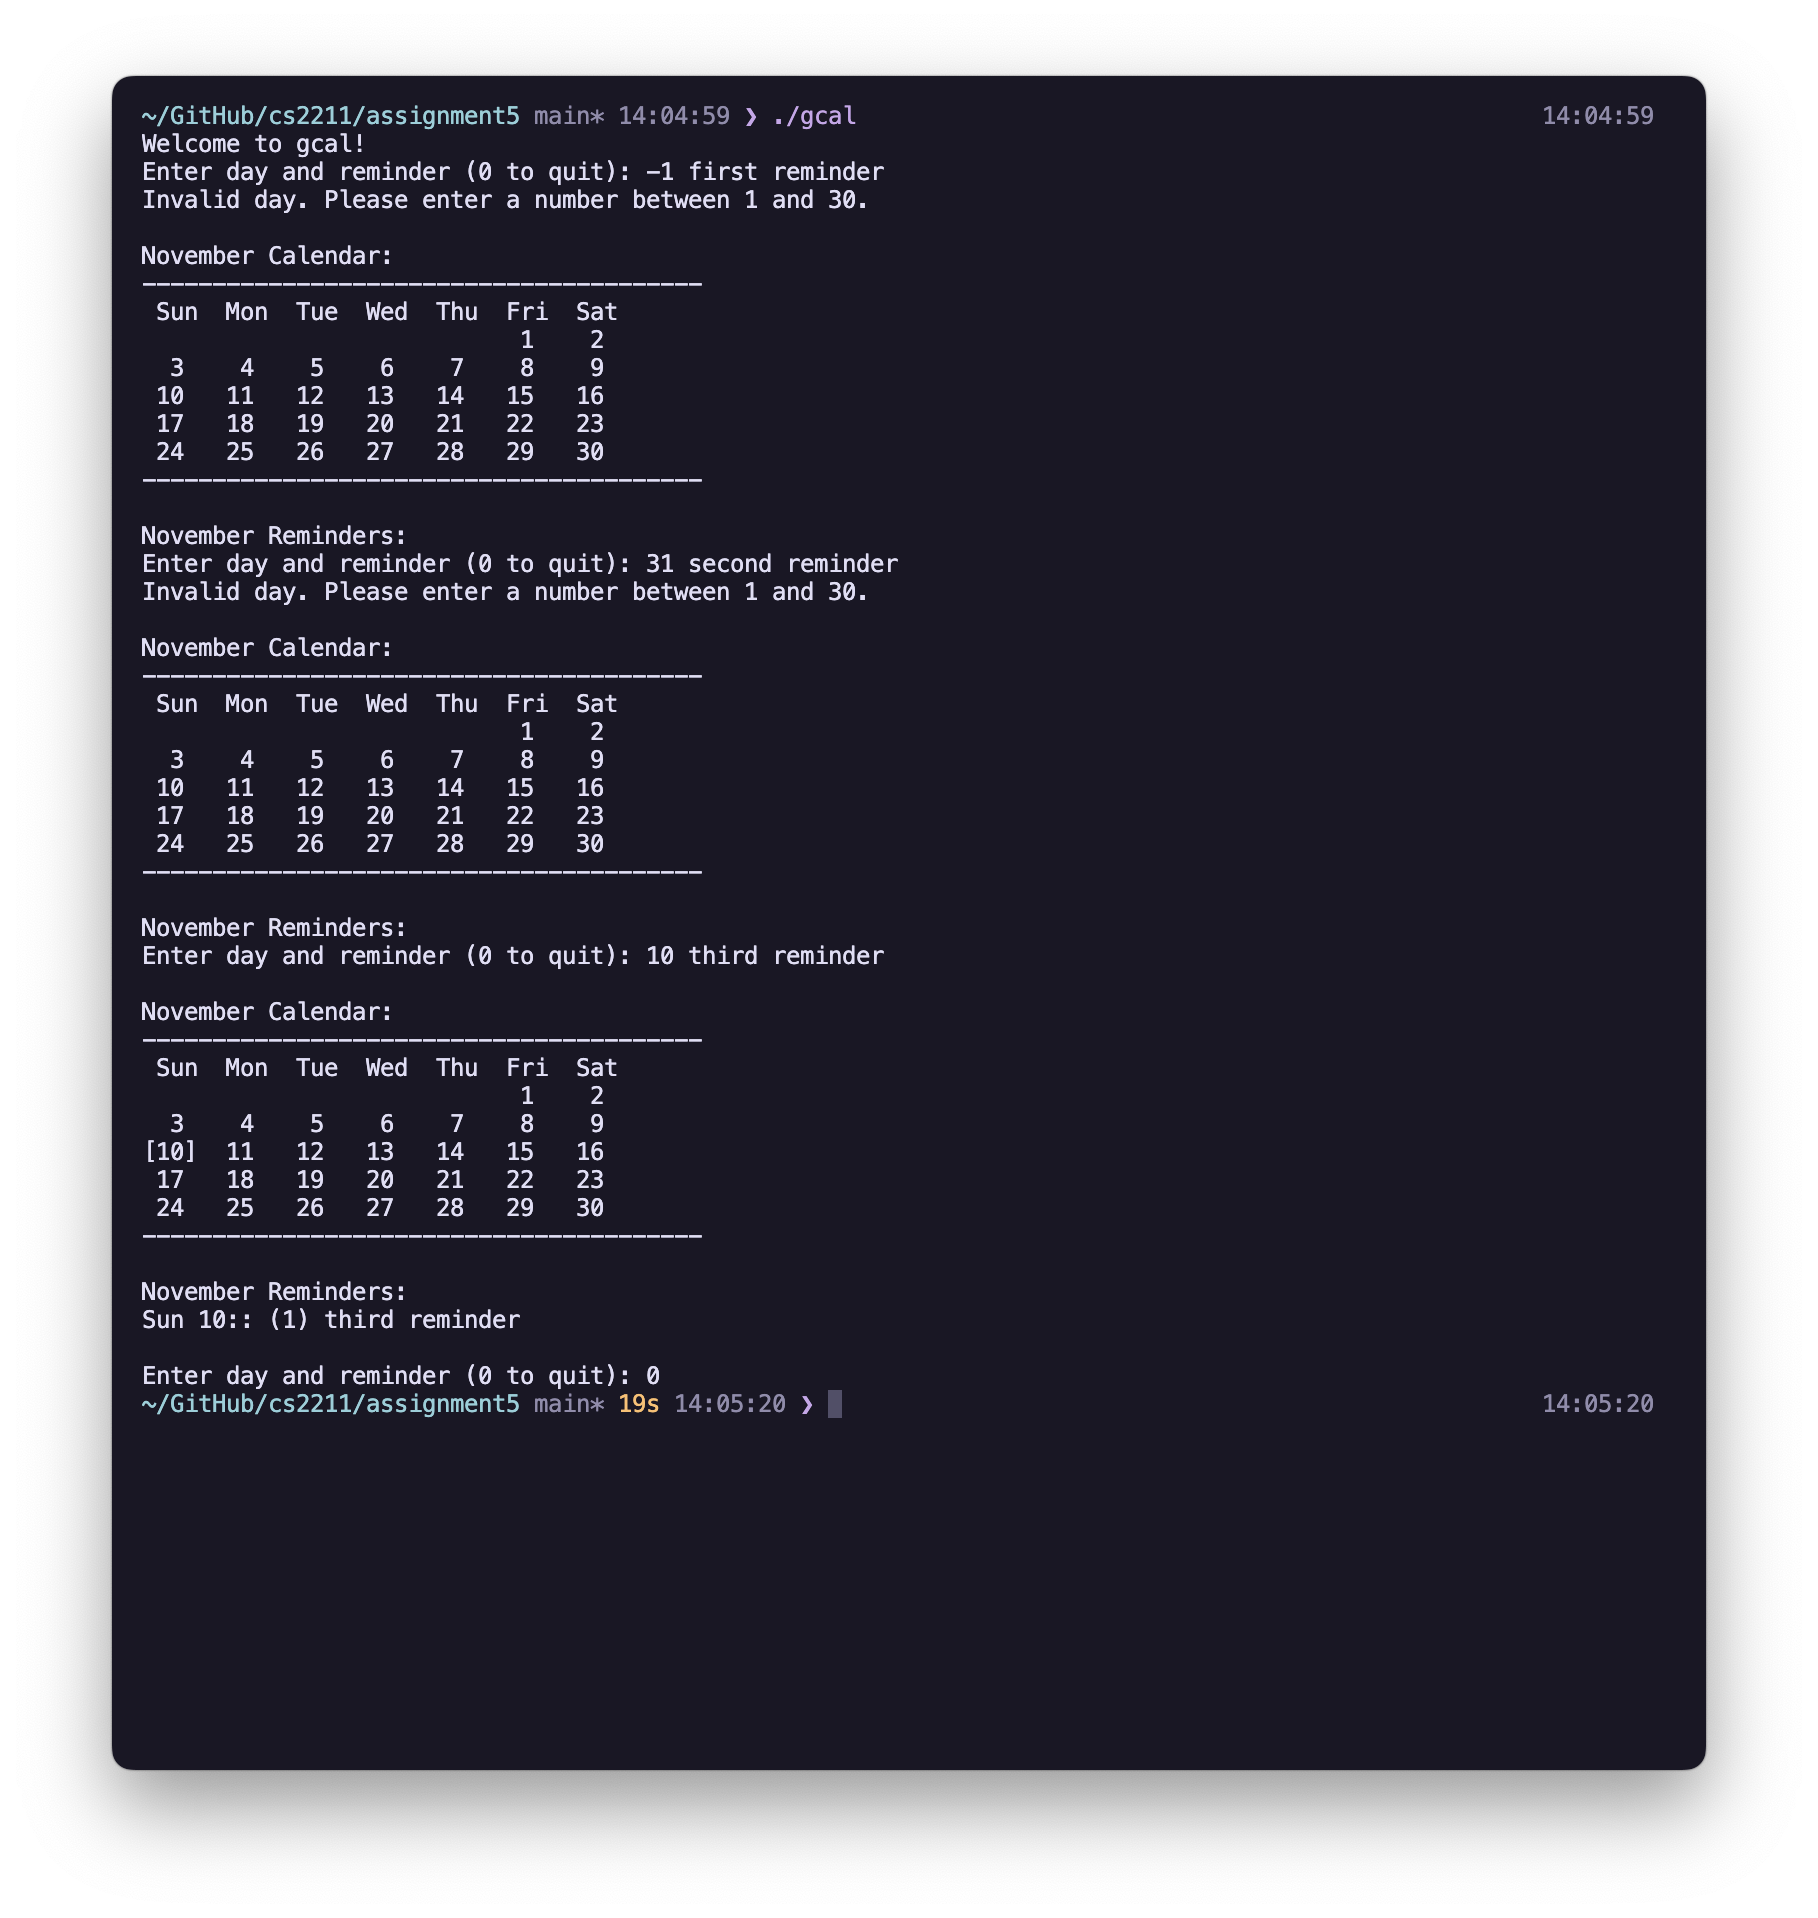 ~/GitHub/cs2211/assignment5 main* 14:04:59 ❯ ./gcal 14:04:59
Welcome to gcal!
Enter day and reminder (0 to quit): -1 first reminder
Invalid day. Please enter a number between 1 and 30.

November Calendar:
----------------------------------------
 Sun  Mon  Tue  Wed  Thu  Fri  Sat
                           1    2
  3    4    5    6    7    8    9
 10   11   12   13   14   15   16
 17   18   19   20   21   22   23
 24   25   26   27   28   29   30
----------------------------------------

November Reminders:
Enter day and reminder (0 to quit): 31 second reminder
Invalid day. Please enter a number between 1 and 30.

November Calendar:
----------------------------------------
 Sun  Mon  Tue  Wed  Thu  Fri  Sat
                           1    2
  3    4    5    6    7    8    9
 10   11   12   13   14   15   16
 17   18   19   20   21   22   23
 24   25   26   27   28   29   30
----------------------------------------

November Reminders:
Enter day and reminder (0 to quit): 10 third reminder

November Calendar:
----------------------------------------
 Sun  Mon  Tue  Wed  Thu  Fri  Sat
                           1    2
  3    4    5    6    7    8    9
[10]  11   12   13   14   15   16
 17   18   19   20   21   22   23
 24   25   26   27   28   29   30
----------------------------------------

November Reminders:
Sun 10:: (1) third reminder

Enter day and reminder (0 to quit): 0
~/GitHub/cs2211/assignment5 main* 19s 14:05:20 ❯ 14:05:20